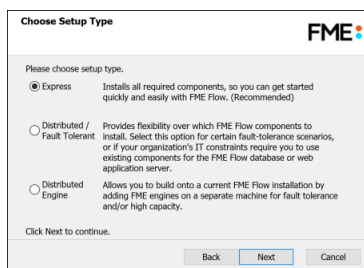 Choose Setup Type
FME
Please choose setup type.
Express
Installs all required components, so you can get started
quickly and easily with FME Flow. (Recommended)
Distributed /
Fault Tolerant
Provides flexibility over which FME Flow components to
install. Select this option for certain fault-tolerance scenarios,
or if your organization's IT constraints require you to use
existing components for the FME Flow database or web
application server.
Distributed
Engine
Allows you to build onto a current FME Flow installation by
adding FME engines on a separate machine for fault tolerance
and/or high capacity.
Click Next to continue.
Back
Next
Cancel